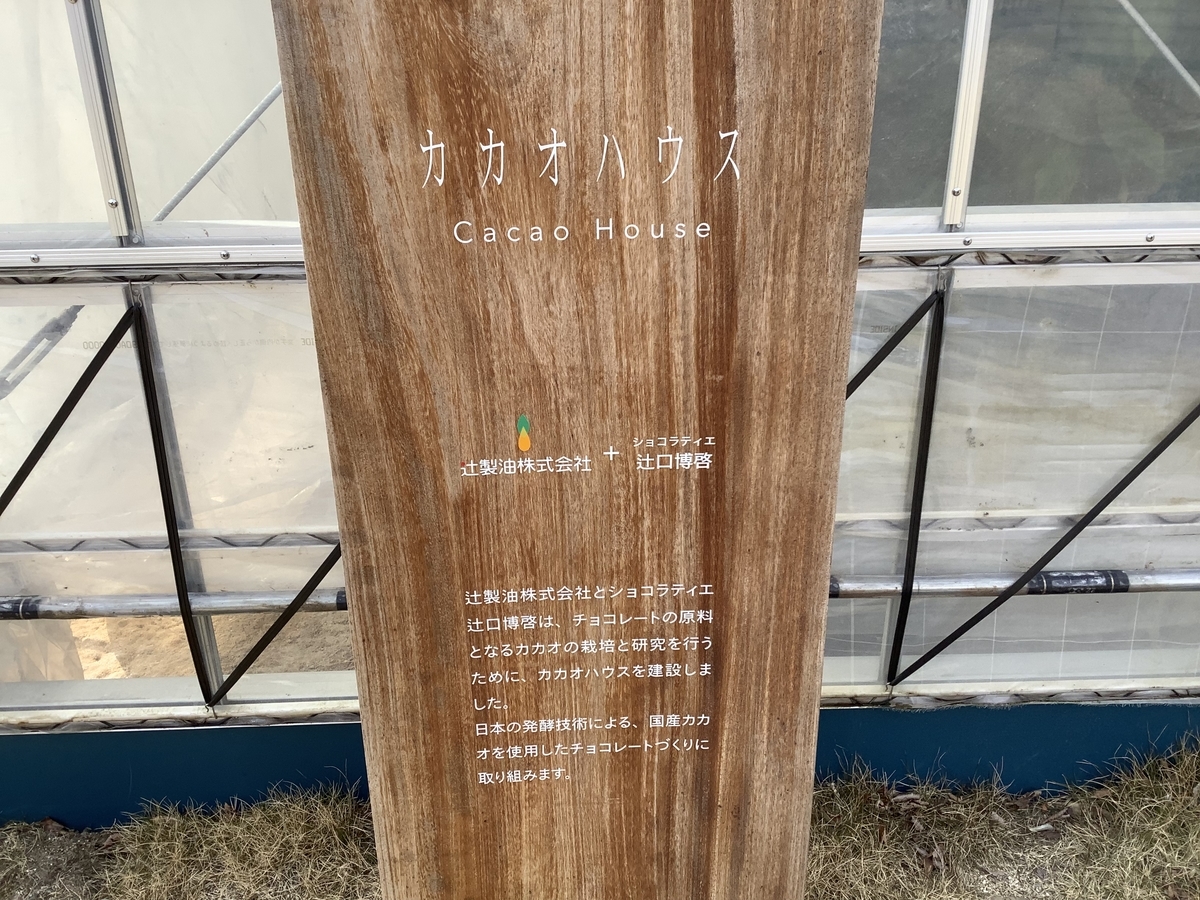 カカオハウス
Cacao House
辻製油株式会社 + ショコラティエ 辻口博啓
辻製油株式会社とショコラティエ
辻口博啓は、チョコレートの原料
となるカカオの栽培と研究を行う
ために、カカオハウスを建設しま
した。
日本の発酵技術による、国産カカ
オを使用したチョコレートづくりに
取り組みます。